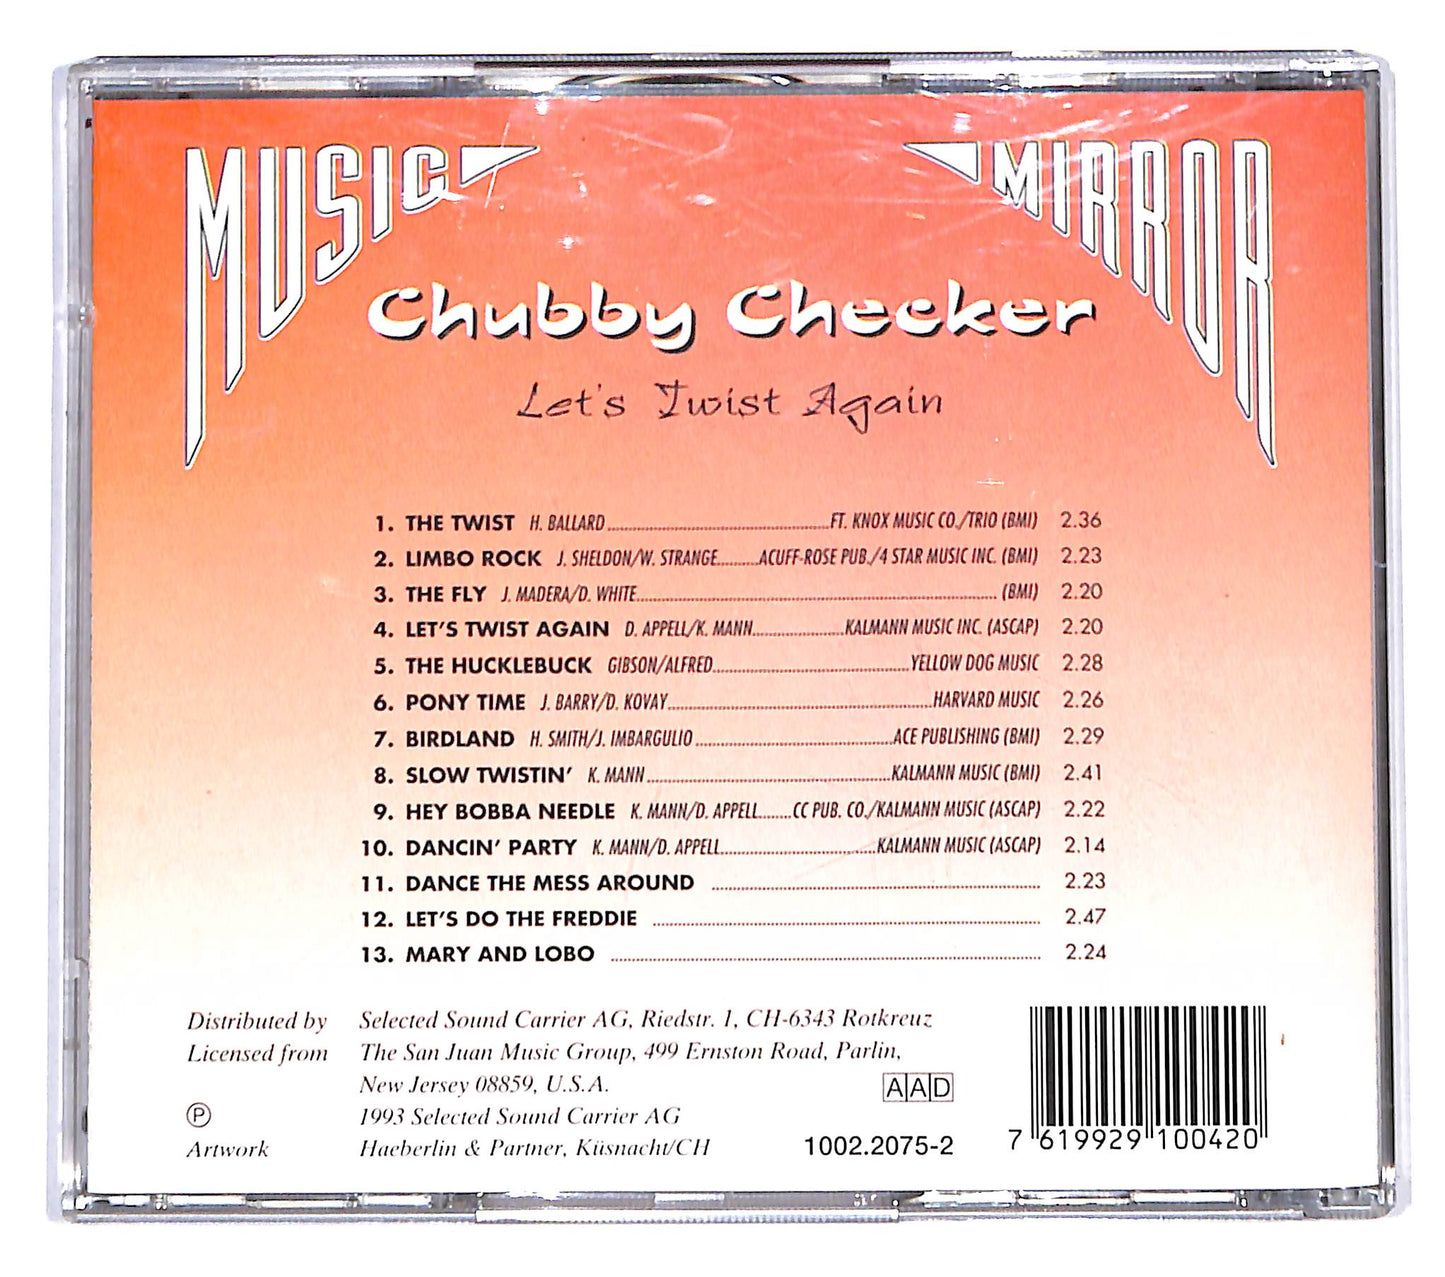 MUSIC MIRROR
Chubby Checker
Let's Twist Again
1. THE TWIST H. BALLARD FT. KNOX MUSIC CO./TRIO (BMI) 2.36
2. LIMBO ROCK J. SHELDON/W. STRANGE ACUFF-ROSE PUB./4 STAR MUSIC INC. (BMI) 2.23
3. THE FLY J. MADERA/D. WHITE (BMI) 2.20
4. LET'S TWIST AGAIN D. APPELL/K. MANN KALMANN MUSIC INC. (ASCAP) 2.20
5. THE HUCKLEBUCK GIBSON/ALFRED YELLOW DOG MUSIC 2.28
6. PONY TIME J. BARRY/D. KOVAY HARVARD MUSIC 2.26
7. BIRDLAND H. SMITH/J. IMBARGULIO ACE PUBLISHING (BMI) 2.29
8. SLOW TWISTIN' K. MANN KALMANN MUSIC (BMI) 2.41
9. HEY BOBBA NEEDLE K. MANN/D. APPELL CC PUB. CO./KALMANN MUSIC (ASCAP) 2.22
10. DANCIN' PARTY K. MANN/D. APPELL KALMANN MUSIC (ASCAP) 2.14
11. DANCE THE MESS AROUND 2.23
12. LET'S DO THE FREDDIE 2.47
13. MARY AND LOBO 2.24
Distributed by Selected Sound Carrier AG, Riedstr. 1, CH-6343 Rotkreuz
Licensed from The San Juan Music Group, 499 Ernston Road, Parlin,
New Jersey 08859, U.S.A.
AAD
Ⓟ 1993 Selected Sound Carrier AG
Artwork Haeberlin & Partner, Küsnacht/CH
1002.2075-2
7 619929 100420